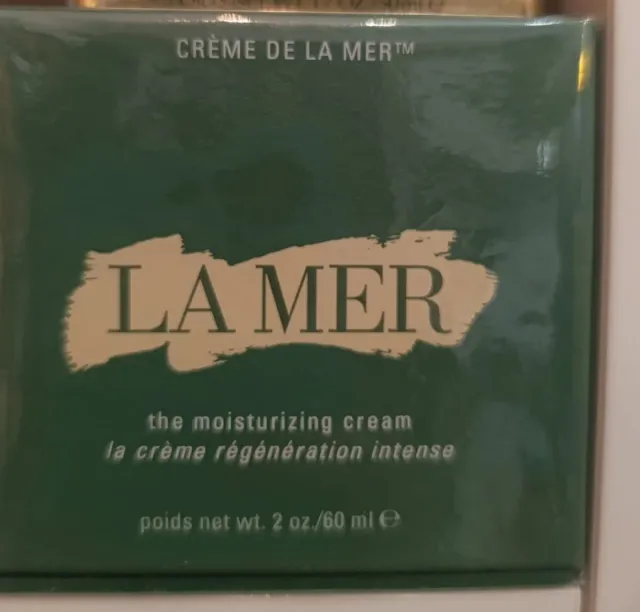 CRÈME DE LA MER™
LA MER
the moisturizing cream
la crème régénération intense
poids net wt. 2 oz./60 ml ℮